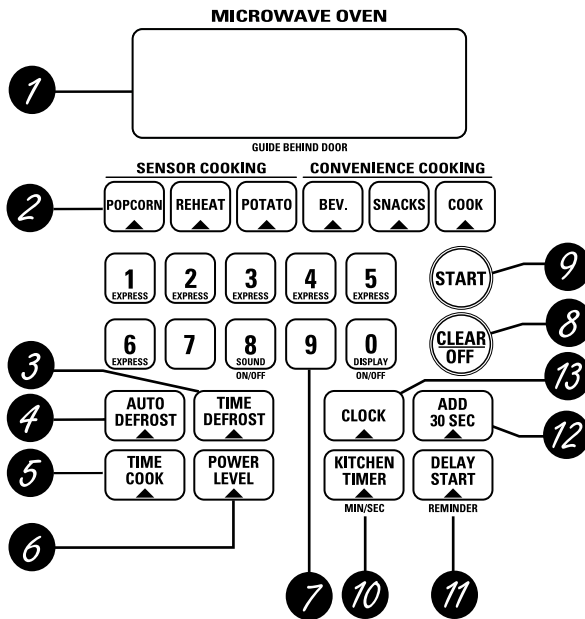 MICROWAVE OVEN
1
GUIDE BEHIND DOOR
SENSOR COOKING CONVENIENCE COOKING
2 POPCORN REHEAT POTATO BEV. SNACKS COOK
1 EXPRESS
2 EXPRESS
3 EXPRESS
4 EXPRESS
5 EXPRESS
START
9
6 EXPRESS
7
8 SOUND
ON/OFF
9
0 DISPLAY
ON/OFF
CLEAR
OFF
8
3
13
4
AUTO
DEFROST
TIME
DEFROST
CLOCK
ADD
30 SEC
12
5
TIME
COOK
POWER
LEVEL
KITCHEN
TIMER
MIN/SEC
DELAY
START
REMINDER
6
7
10
11